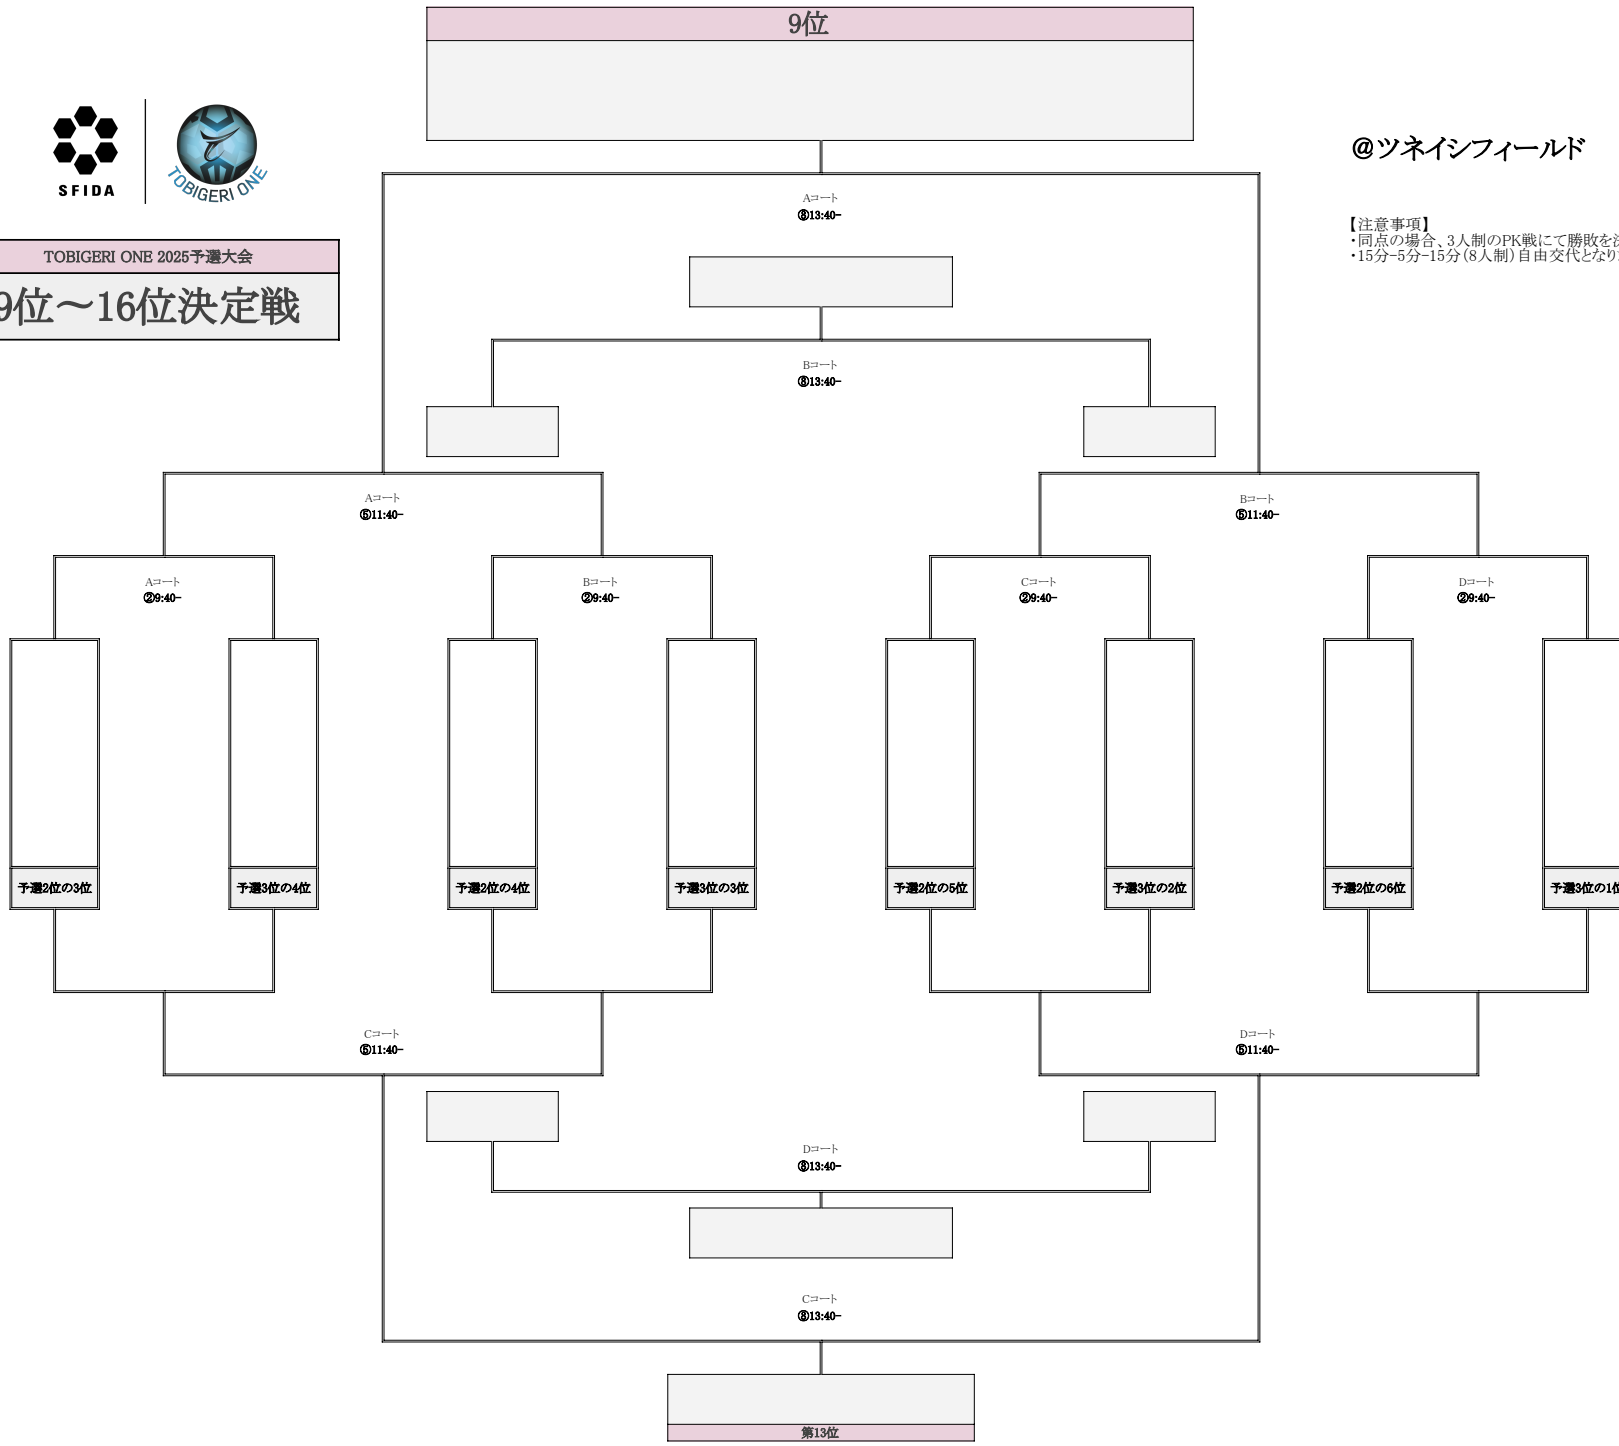 9位
SFIDA
TOBIGERI ONE
@ツネイシフィールド
【注意事項】
・同点の場合、3人制のPK戦にて勝敗を決
・15分-5分-15分(8人制)自由交代となり
TOBIGERI ONE 2025予選大会
9位～16位決定戦
Aコート
⑧13:40-
Bコート
⑧13:40-
Aコート
⑤11:40-
Bコート
⑤11:40-
Aコート
②9:40-
Bコート
②9:40-
Cコート
②9:40-
Dコート
②9:40-
予選2位の3位
予選3位の4位
予選2位の4位
予選3位の3位
予選2位の5位
予選3位の2位
予選2位の6位
予選3位の1位
Cコート
⑤11:40-
Dコート
⑤11:40-
Dコート
⑧13:40-
Cコート
⑧13:40-
第13位